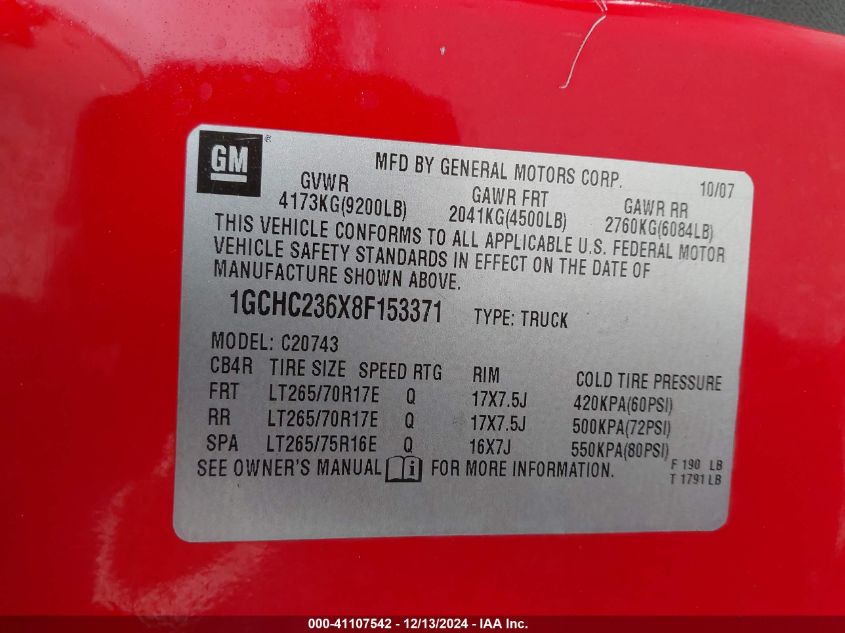 GM ®
MFD BY GENERAL MOTORS CORP. 10/07
GVWR GAWR FRT GAWR RR
4173KG(9200LB) 2041KG(4500LB) 2760KG(6084LB)
THIS VEHICLE CONFORMS TO ALL APPLICABLE U.S. FEDERAL MOTOR
VEHICLE SAFETY STANDARDS IN EFFECT ON THE DATE OF
MANUFACTURE SHOWN ABOVE.
1GCHC236X8F153371 TYPE: TRUCK
MODEL: C20743
CB4R TIRE SIZE SPEED RTG RIM COLD TIRE PRESSURE
FRT LT265/70R17E Q 17X7.5J 420KPA(60PSI)
RR LT265/70R17E Q 17X7.5J 500KPA(72PSI)
SPA LT265/75R16E Q 16X7J 550KPA(80PSI)
SEE OWNER'S MANUAL i FOR MORE INFORMATION.
F 190 LB
T 1791 LB
000-41107542 - 12/13/2024 - IAA Inc.